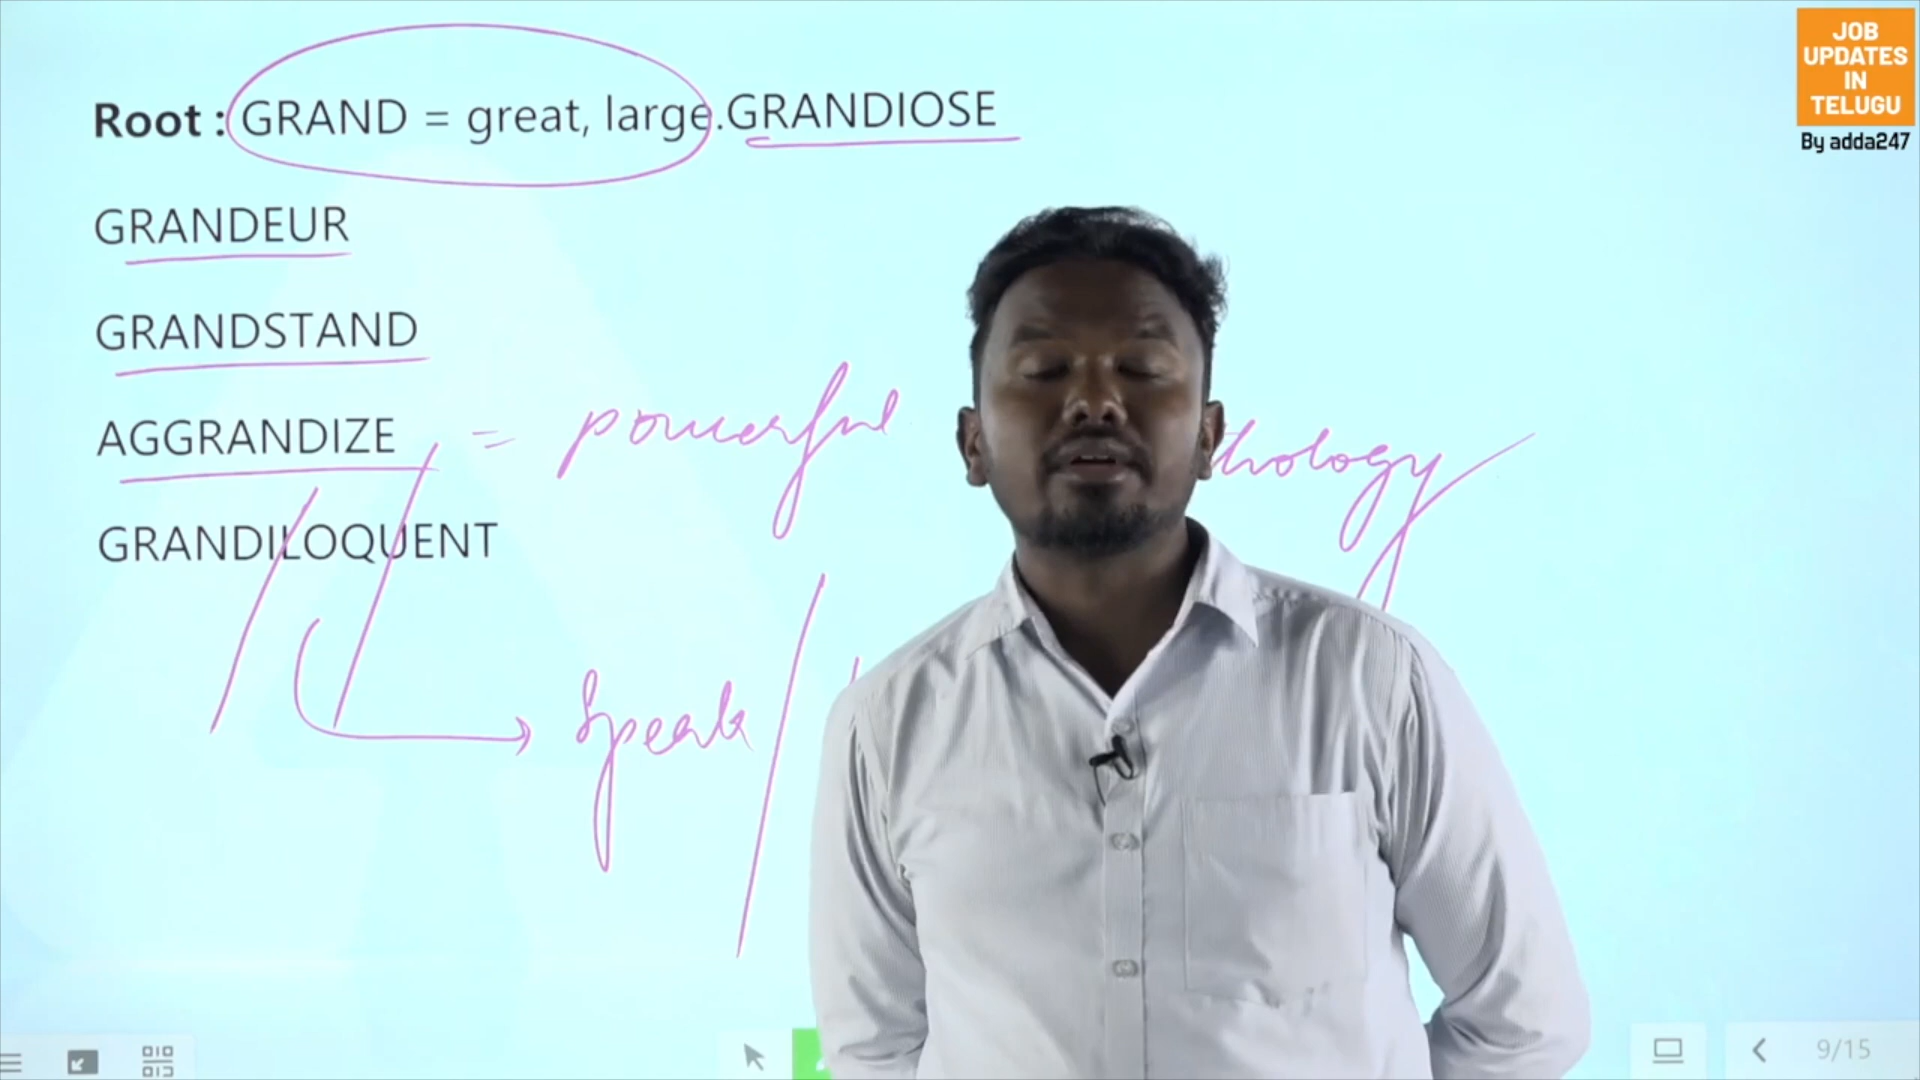 Root : GRAND = great, large.GRANDIOSE
GRANDEUR
GRANDSTAND
AGGRANDIZE = powerful
GRANDILOQUENT
Speak
JOB
UPDATES
IN
TELUGU
By adda247
9/15